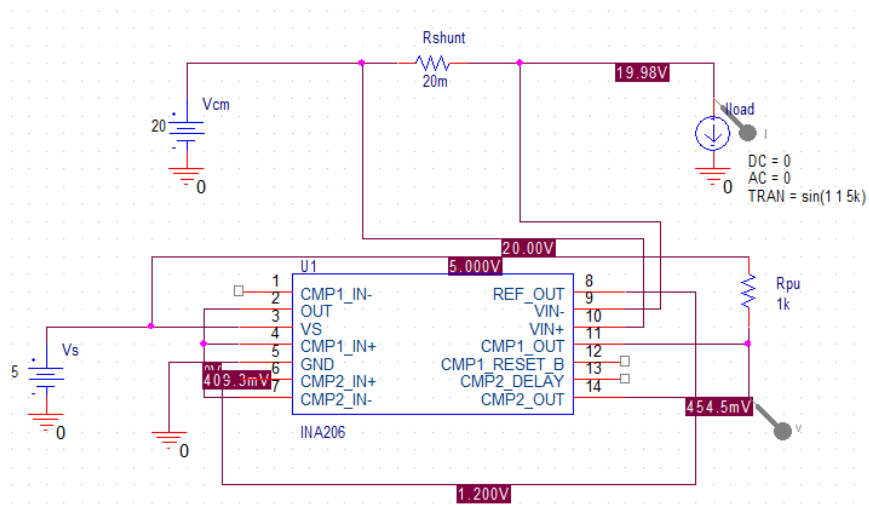 Rshunt
20m
19.98V
Vcm
20
0
Iload
I
DC = 0
AC = 0
TRAN = sin(1 1 5k)
0
20.00V
5.000V
U1
1
CMP1_IN-
2
OUT
3
VS
4
CMP1_IN+
5
GND
6
CMP2_IN+
7
CMP2_IN-
8
REF_OUT
9
VIN-
10
VIN+
11
CMP1_OUT
12
CMP1_RESET_B
13
CMP2_DELAY
14
CMP2_OUT
INA206
Rpu
1k
Vs
5
0
0
409.3mV
454.5mV
V
1.200V